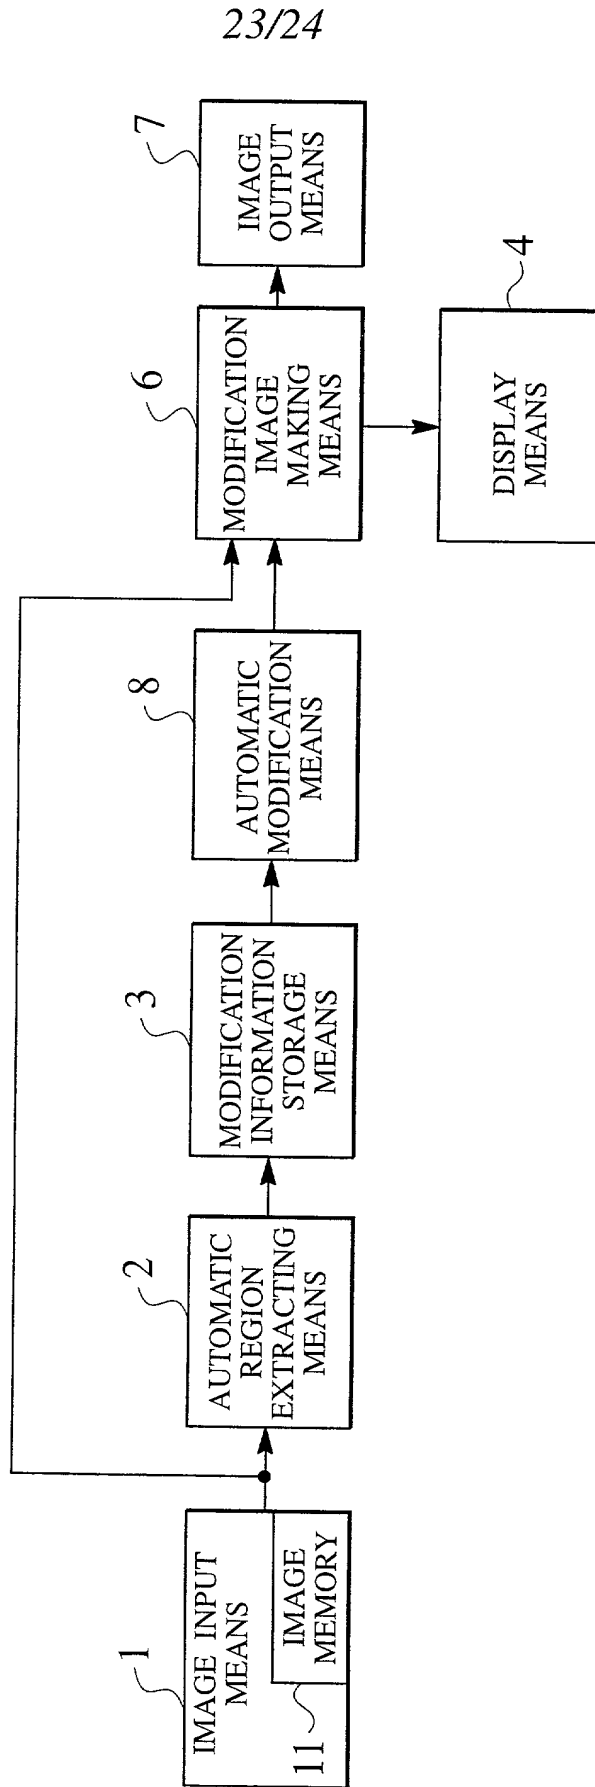 23/24
1
IMAGE INPUT
MEANS
IMAGE
MEMORY
11
2
AUTOMATIC
REGION
EXTRACTING
MEANS
3
MODIFICATION
INFORMATION
STORAGE
MEANS
8
AUTOMATIC
MODIFICATION
MEANS
6
MODIFICATION
IMAGE
MAKING
MEANS
7
IMAGE
OUTPUT
MEANS
4
DISPLAY
MEANS